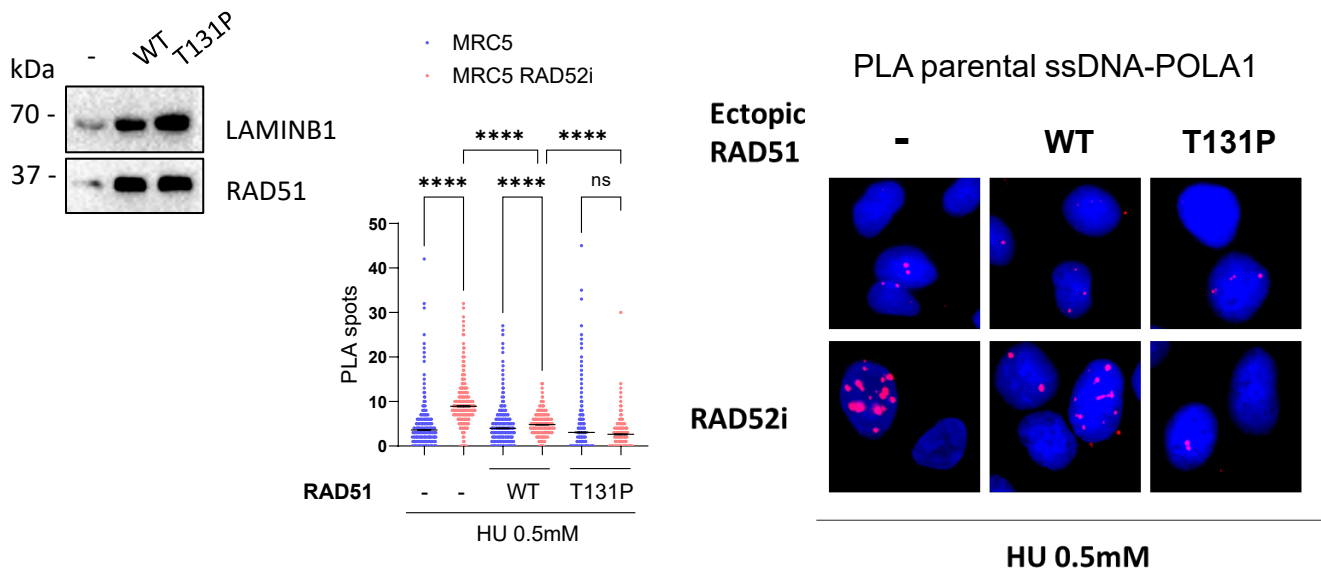 - WT T131P
kDa
70 -
LAMINB1
37 -
RAD51
MRC5
MRC5 RAD52i
**** ****
**** **** ns
50
40
30
20
10
0
PLA spots
RAD51 - - WT T131P
HU 0.5mM
PLA parental ssDNA-POLA1
Ectopic
RAD51 - WT T131P
RAD52i
HU 0.5mM